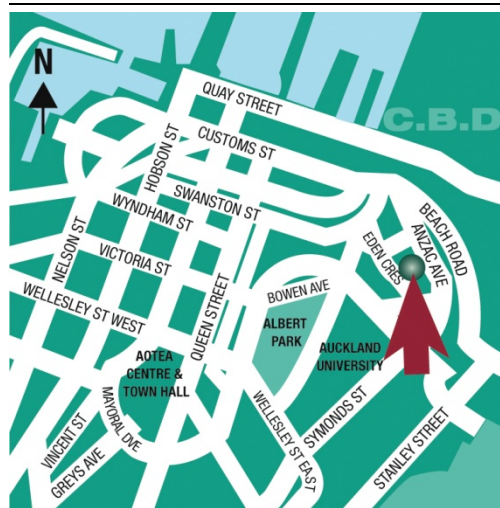 N
QUAY STREET
C.B.D
CUSTOMS ST
HOBSON ST
SWANSTON ST
WYNDHAM ST
BEACH ROAD
ANZAC AVE
EDEN CRES
NELSON ST
VICTORIA ST
QUEEN STREET
BOWEN AVE
WELLESLEY ST WEST
ALBERT
PARK
AUCKLAND
UNIVERSITY
AOTEA
CENTRE &
TOWN HALL
MAYORAL DVE
VINCENT ST
GREYS AVE
WELLESLEY ST EAST
SYMONDS ST
STANLEY STREET